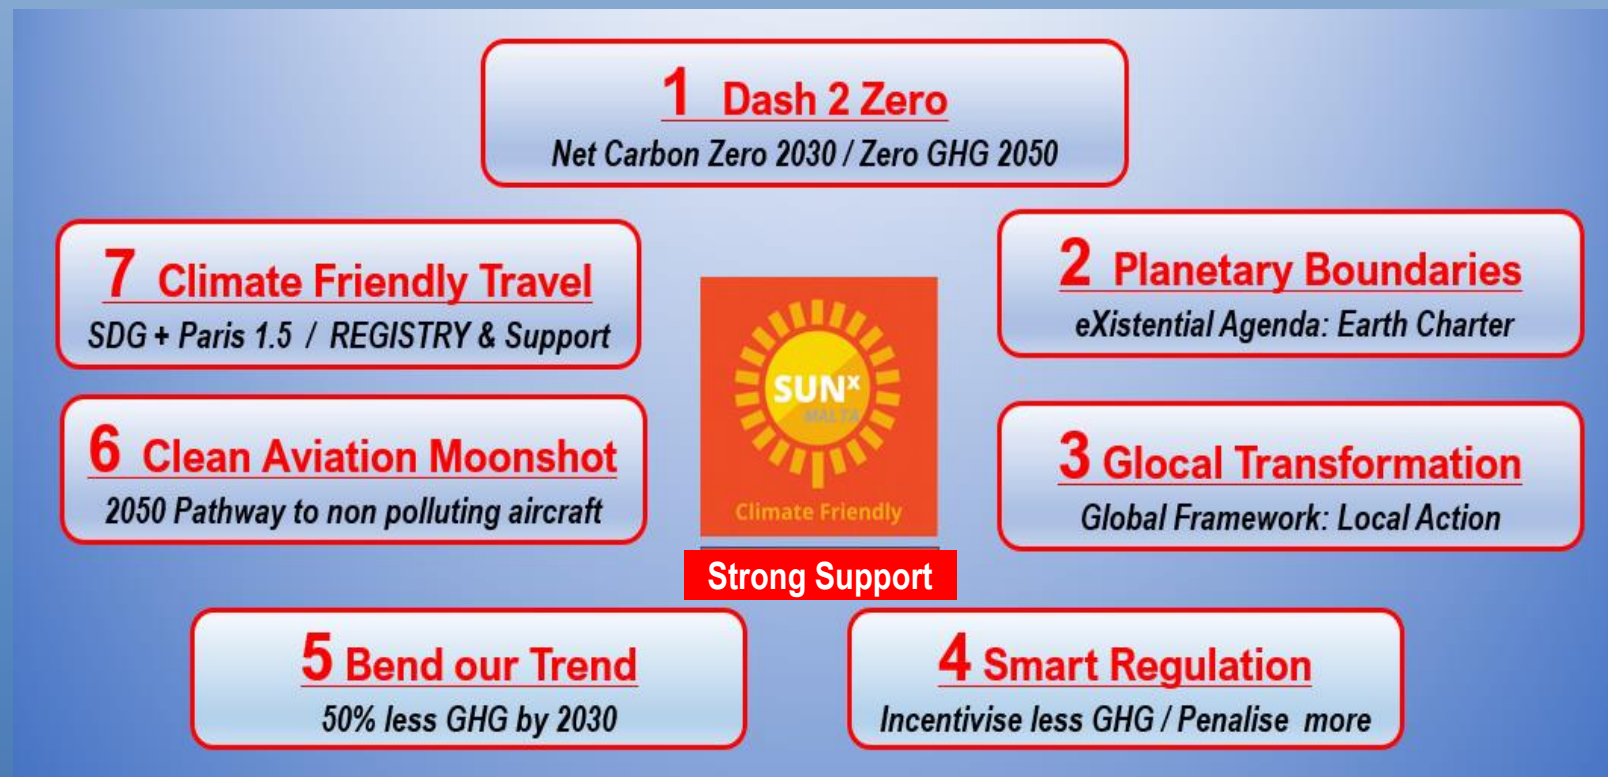 1 Dash 2 Zero
Net Carbon Zero 2030 / Zero GHG 2050
2 Planetary Boundaries
eXistential Agenda: Earth Charter
3 Glocal Transformation
Global Framework: Local Action
4 Smart Regulation
Incentivise less GHG / Penalise more
5 Bend our Trend
50% less GHG by 2030
6 Clean Aviation Moonshot
2050 Pathway to non polluting aircraft
7 Climate Friendly Travel
SDG + Paris 1.5 / REGISTRY & Support
SUNx
MALTA
Climate Friendly
Strong Support